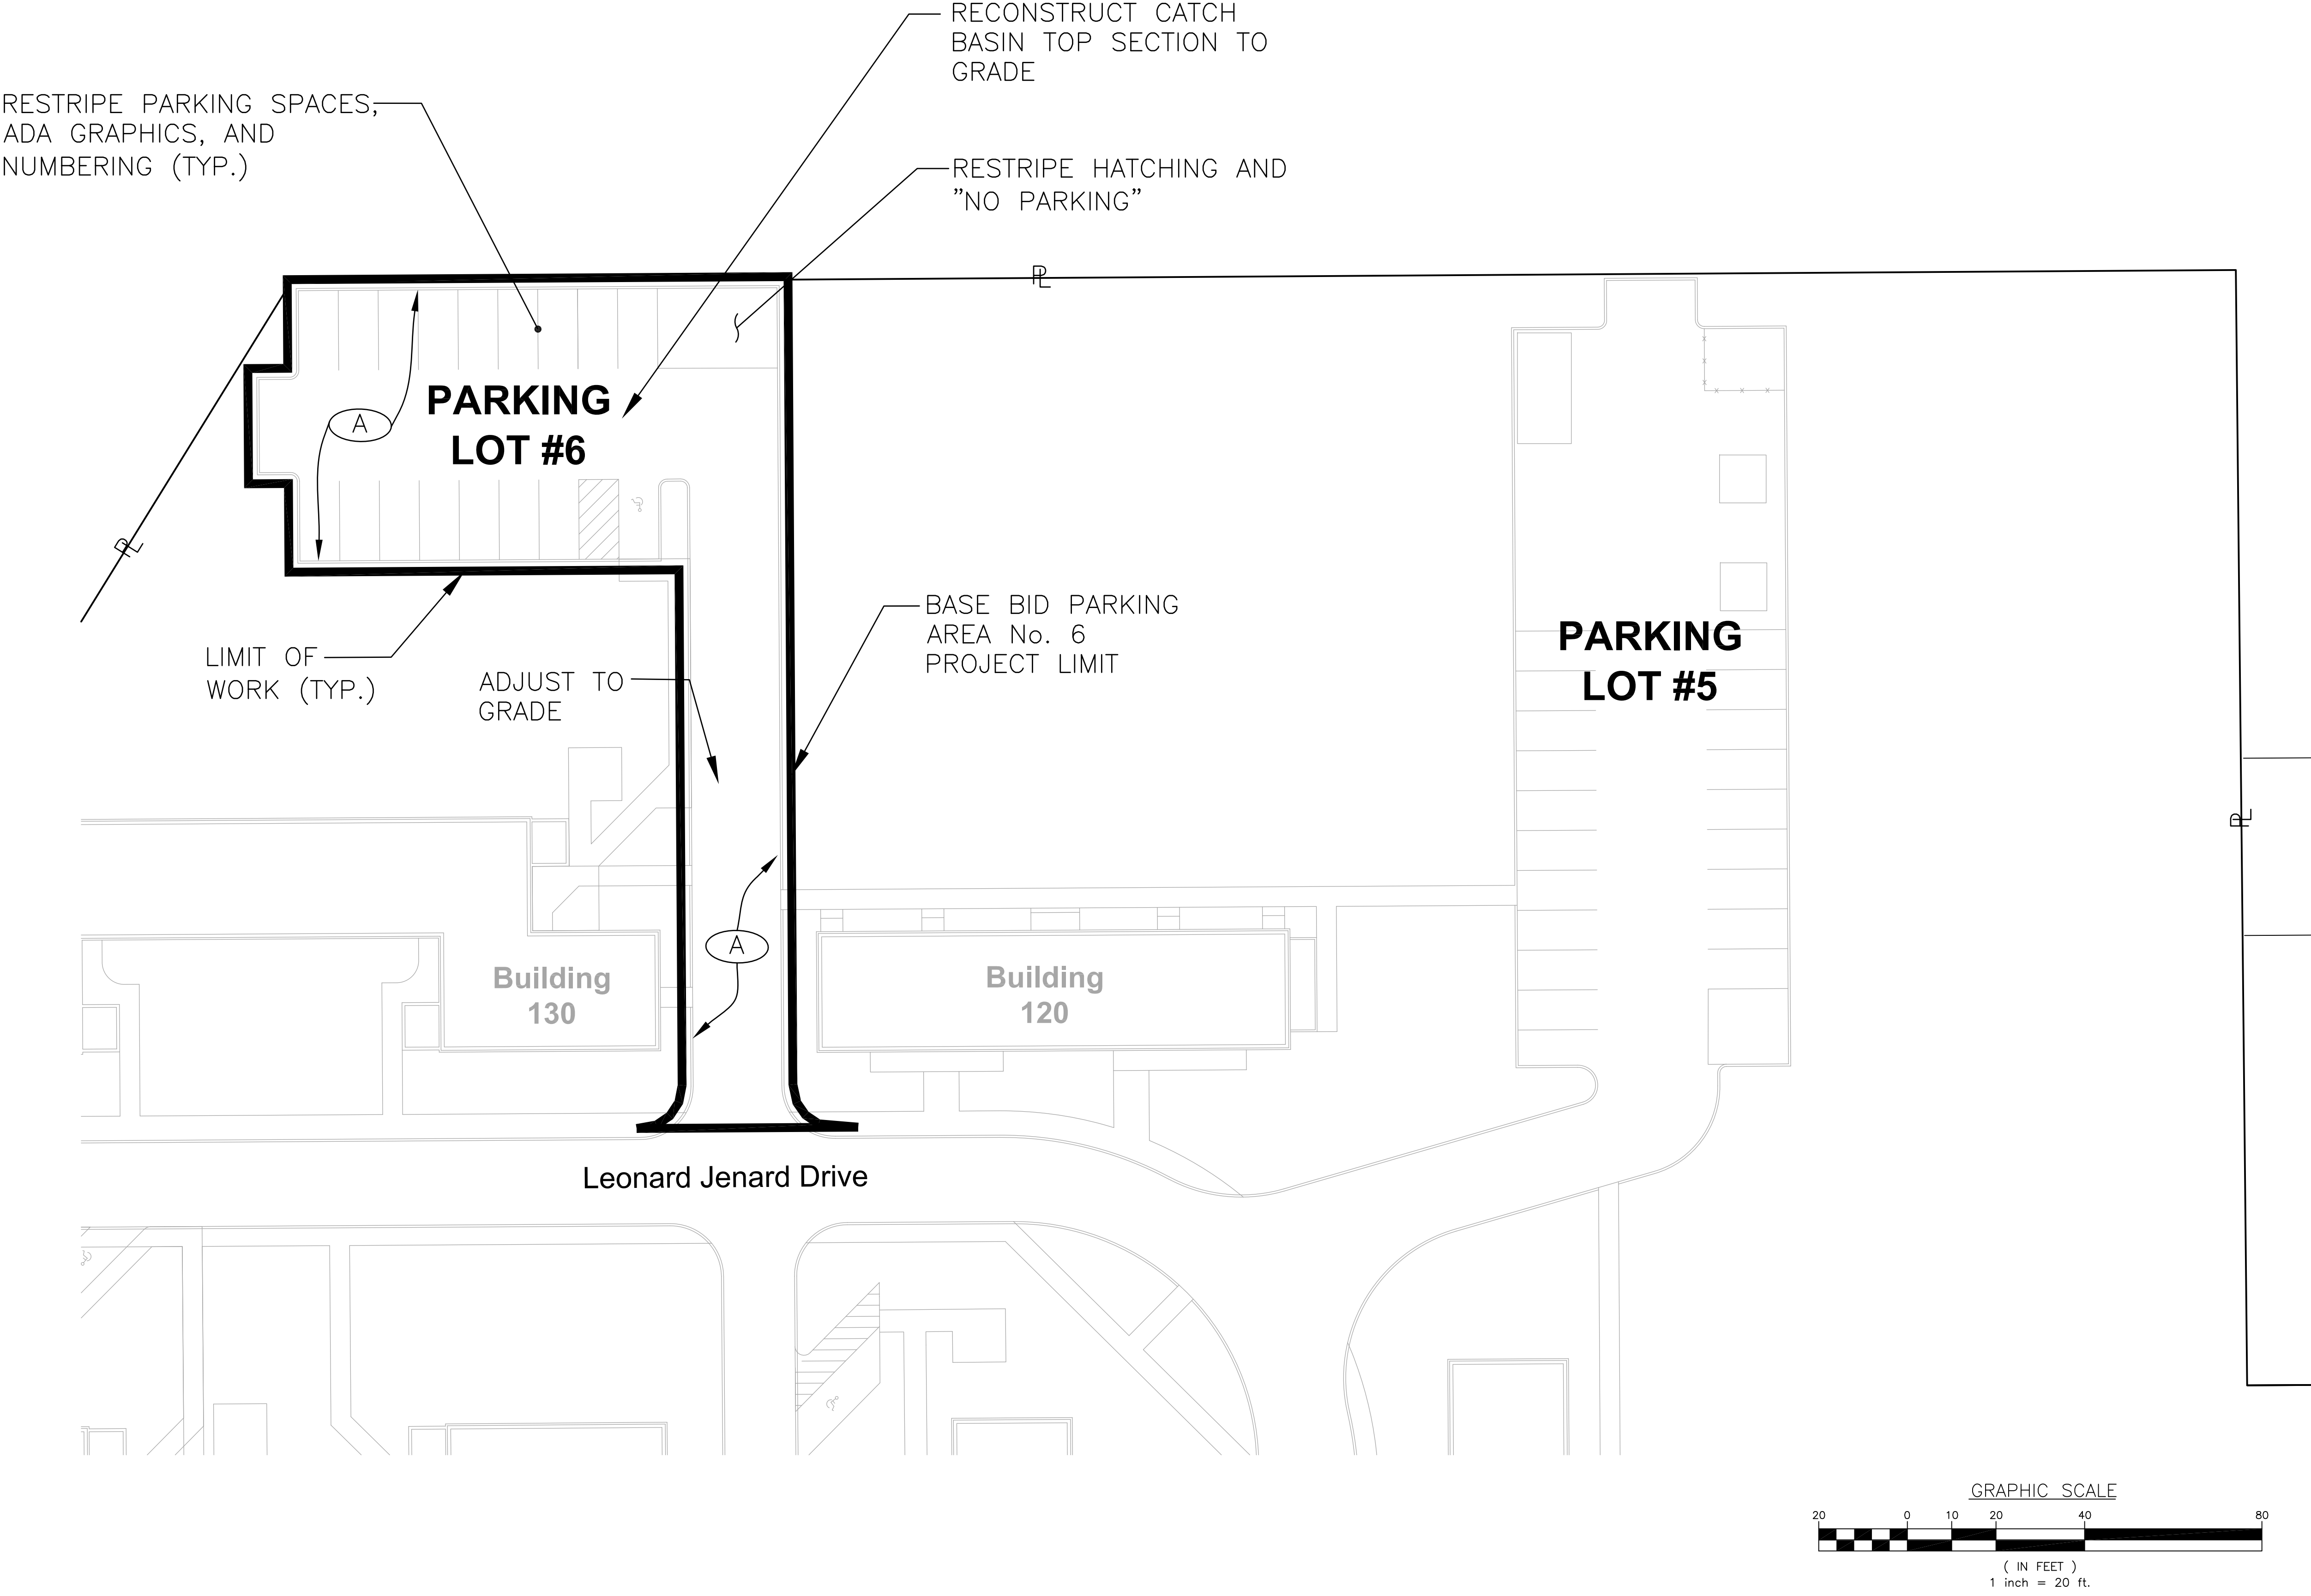 RECONSTRUCT CATCH
BASIN TOP SECTION TO
GRADE
RESTRIPE PARKING SPACES,
ADA GRAPHICS, AND
NUMBERING (TYP.)
RESTRIPE HATCHING AND
"NO PARKING"
PL
PARKING
LOT #6
A
PL
BASE BID PARKING
AREA No. 6
PROJECT LIMIT
PARKING
LOT #5
LIMIT OF
WORK (TYP.)
ADJUST TO
GRADE
PL
A
Building
130
Building
120
Leonard Jenard Drive
GRAPHIC SCALE
20 0 10 20 40 80
( IN FEET )
1 inch = 20 ft.